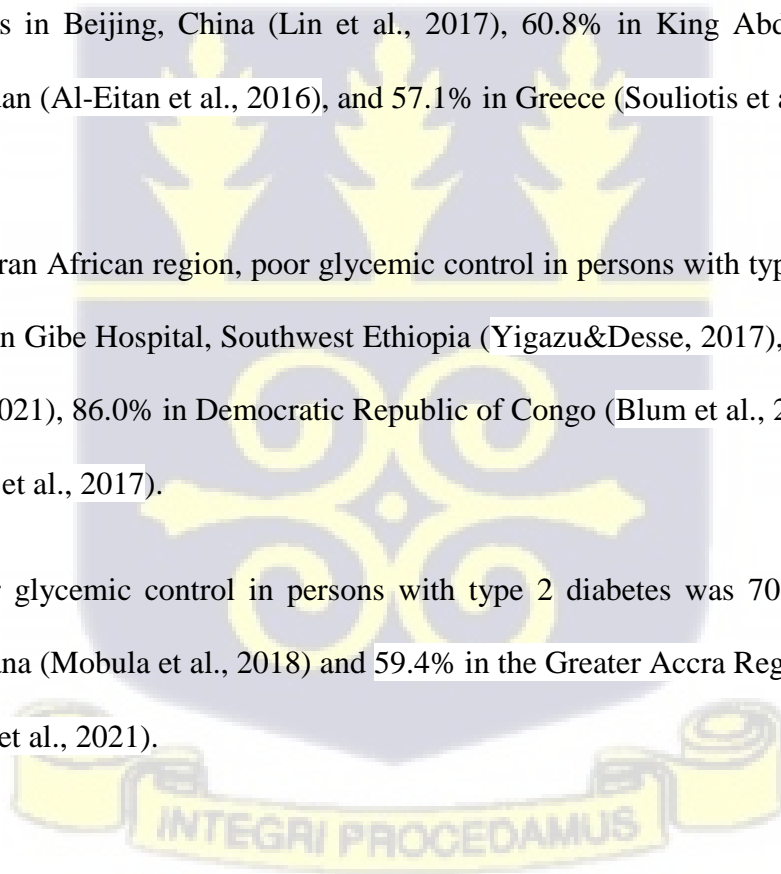 s in Beijing, China (Lin et al., 2017), 60.8% in King Abd
an (Al-Eitan et al., 2016), and 57.1% in Greece (Souliotis et a
ran African region, poor glycemic control in persons with typ
n Gibe Hospital, Southwest Ethiopia (Yigazu&Desse, 2017),
021), 86.0% in Democratic Republic of Congo (Blum et al., 2
et al., 2017).
glycemic control in persons with type 2 diabetes was 70
ana (Mobula et al., 2018) and 59.4% in the Greater Accra Reg
et al., 2021).
INTEGRI PROCEDAMUS